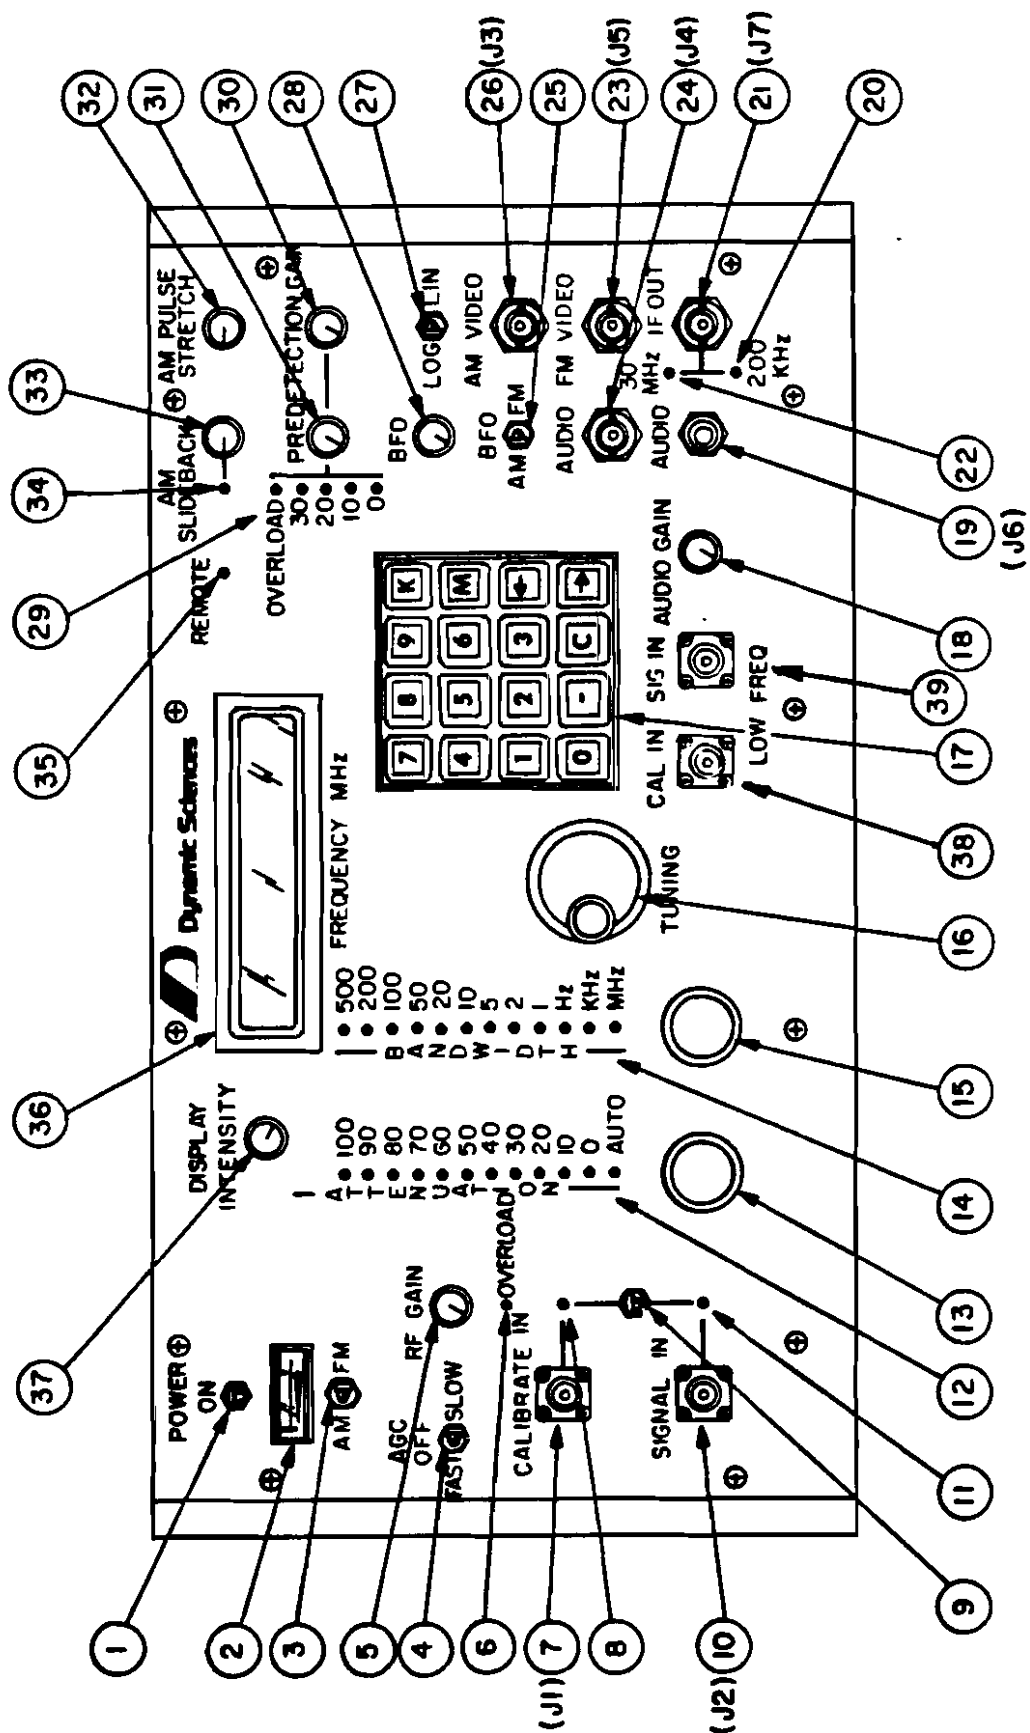 37
36
35
34
33
32
31
30
28
27
26 (J3)
25
23 (J5)
24 (J4)
21 (J7)
20
29
1
2
3
5
4
6
(J1) 7
8
(J2) 10
9
11
12
13
14
15
16
38
17
39
18
19
(J6)
22
Dynamic Sciences
POWER
ON
AM
FM
AGC
OFF
FAST
SLOW
RF GAIN
OVERLOAD
CALIBRATE IN
SIGNAL IN
DISPLAY
INTENSITY
ATTENUATION
100
90
80
70
60
50
40
30
20
10
0
AUTO
BANDWIDTH
500
200
100
50
20
10
5
2
1
Hz
KHz
MHz
FREQUENCY MHz
TUNING
7 8 9 K
4 5 6 M
1 2 3 ←
0 - C →
CAL IN
SIG IN
LOW FREQ
AUDIO GAIN
REMOTE
AM
SLIDEBACK
AM PULSE
STRETCH
OVERLOAD
30
20
10
0
PREDETECTION GAIN
BFO
LOG
LIN
BFO
AM
FM
AM VIDEO
AUDIO
FM VIDEO
AUDIO
30
MHz
IF OUT
200
KHz